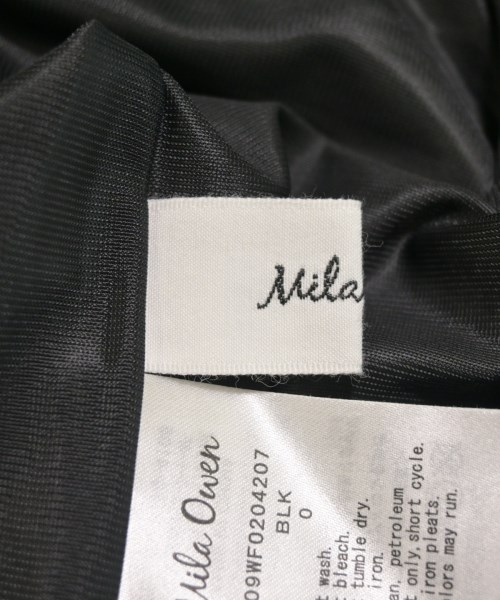 Mila
Mila Owen
09WF0204207
BLK
0
wash.
bleach.
tumble dry.
iron.
petroleum
only, short cycle.
iron pleats.
may run.